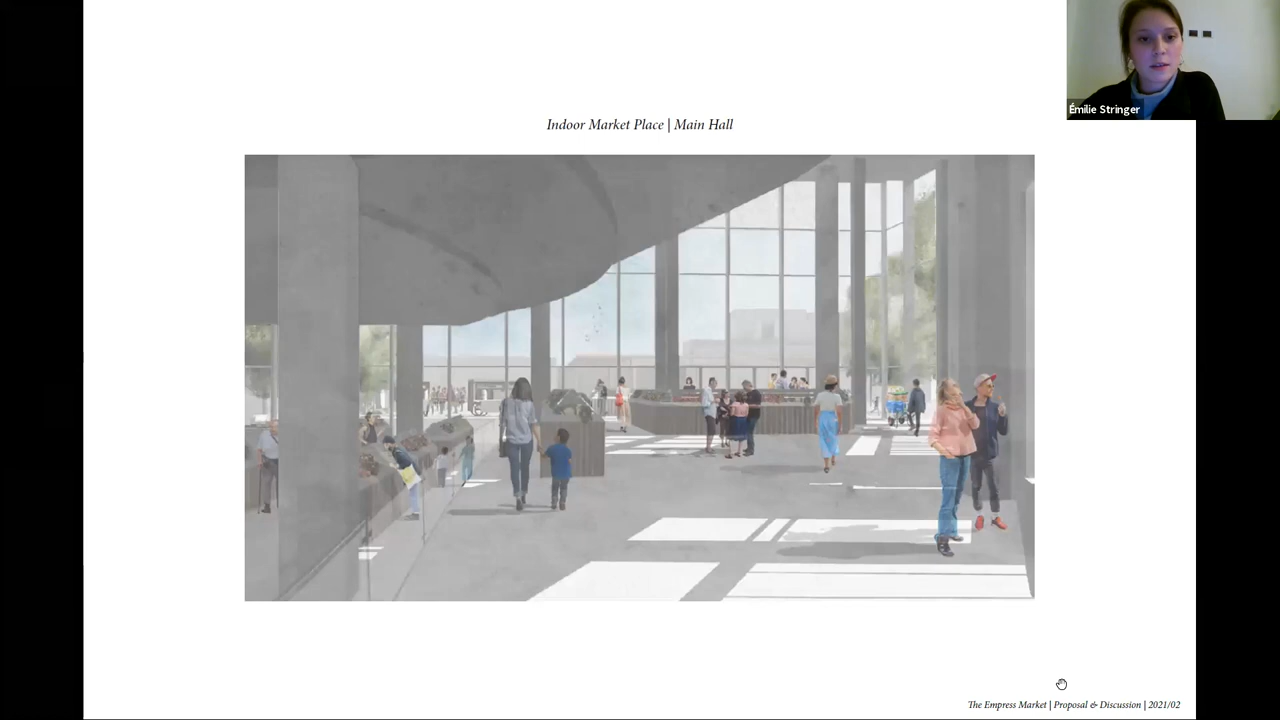 Émilie Stringer
Indoor Market Place | Main Hall
The Empress Market | Proposal & Discussion | 2021/02